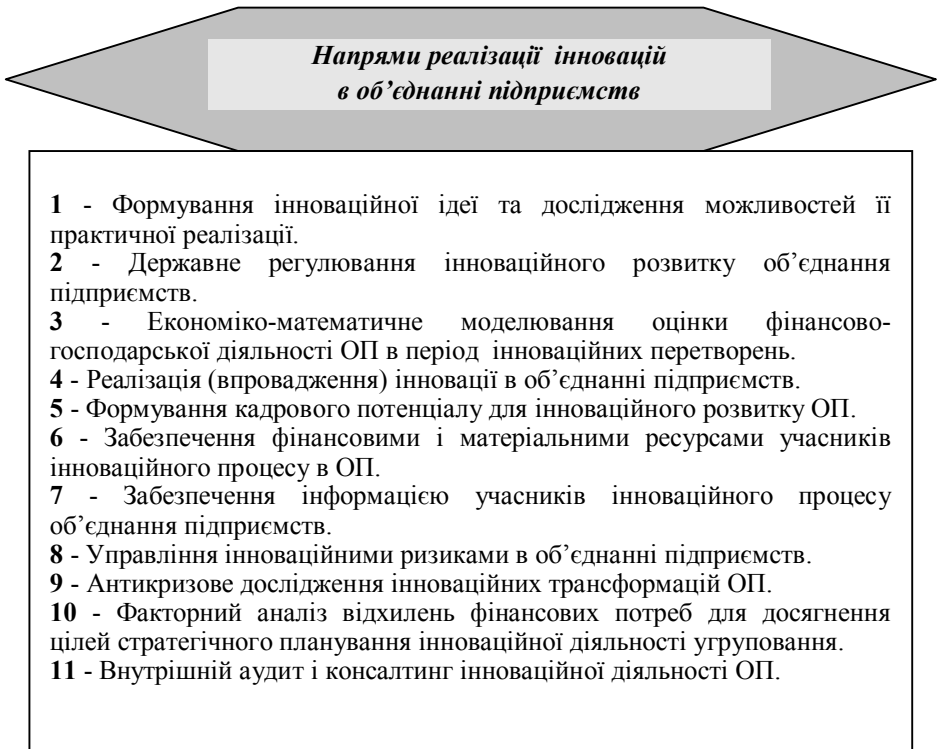 Напрями реалізації інновацій
в об’єднанні підприємств
1 - Формування інноваційної ідеї та дослідження можливостей її
практичної реалізації.
2 - Державне регулювання інноваційного розвитку об’єднання
підприємств.
3 - Економіко-математичне моделювання оцінки фінансово-
господарської діяльності ОП в період інноваційних перетворень.
4 - Реалізація (впровадження) інновації в об’єднанні підприємств.
5 - Формування кадрового потенціалу для інноваційного розвитку ОП.
6 - Забезпечення фінансовими і матеріальними ресурсами учасників
інноваційного процесу в ОП.
7 - Забезпечення інформацією учасників інноваційного процесу
об’єднання підприємств.
8 - Управління інноваційними ризиками в об’єднанні підприємств.
9 - Антикризове дослідження інноваційних трансформацій ОП.
10 - Факторний аналіз відхилень фінансових потреб для досягнення
цілей стратегічного планування інноваційної діяльності угруповання.
11 - Внутрішній аудит і консалтинг інноваційної діяльності ОП.